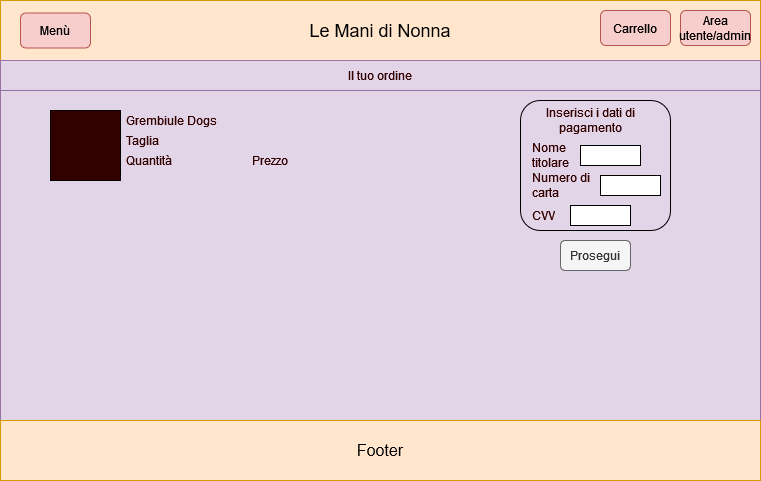 Menù
Le Mani di Nonna
Carrello
Area
utente/admin
Il tuo ordine
Grembiule Dogs
Taglia
Quantità
Prezzo
Inserisci i dati di
pagamento
Nome
titolare
Numero di
carta
CVV
Prosegui
Footer